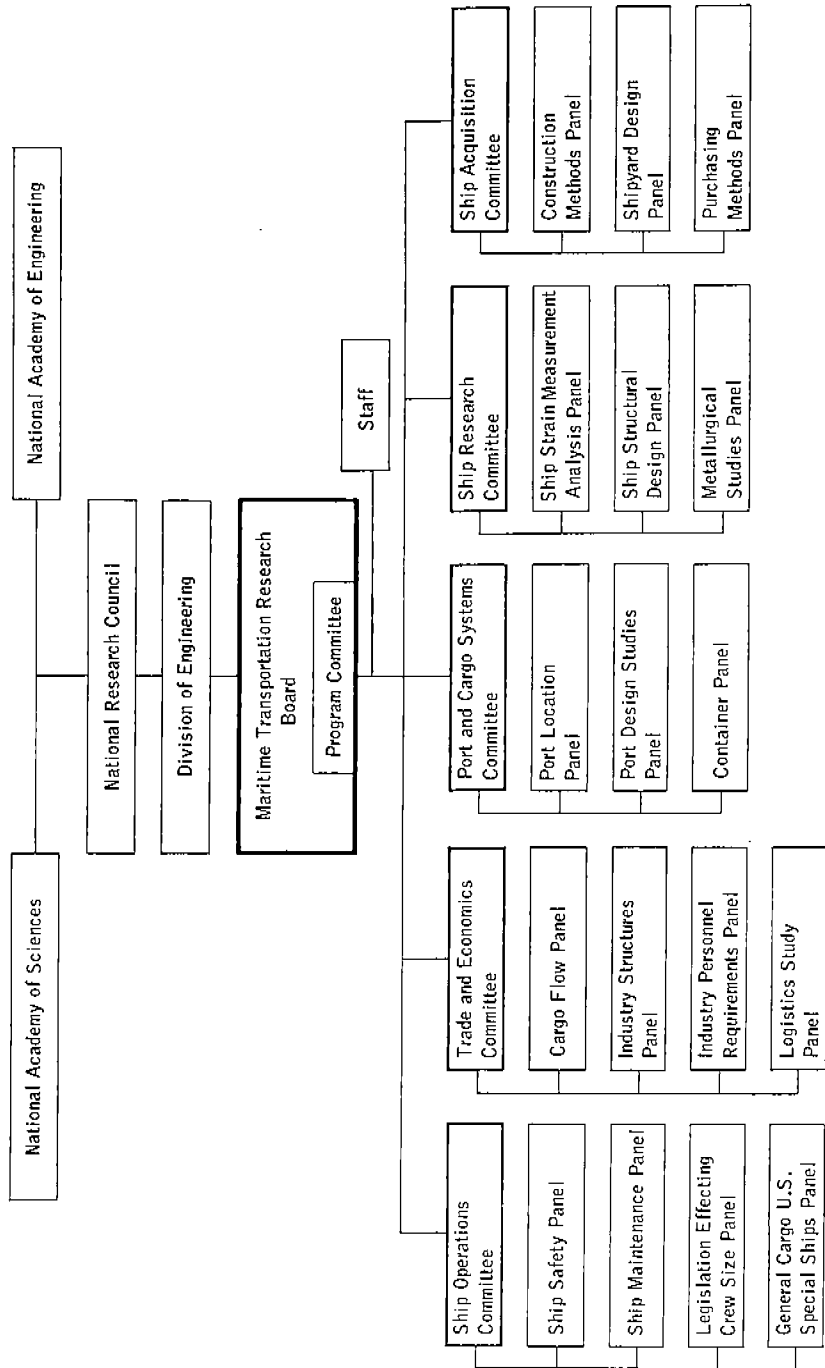 National Academy of Sciences
National Academy of Engineering
National Research Council
Division of Engineering
Maritime Transportation Research
Board
Program Committee
Staff
Ship Operations
Committee
Ship Safety Panel
Ship Maintenance Panel
Legislation Effecting
Crew Size Panel
General Cargo U.S.
Special Ships Panel
Trade and Economics
Committee
Cargo Flow Panel
Industry Structures
Panel
Industry Personnel
Requirements Panel
Logistics Study
Panel
Port and Cargo Systems
Committee
Port Location
Panel
Port Design Studies
Panel
Container Panel
Ship Research
Committee
Ship Strain Measurement
Analysis Panel
Ship Structural
Design Panel
Metallurgical
Studies Panel
Ship Acquisition
Committee
Construction
Methods Panel
Shipyard Design
Panel
Purchasing
Methods Panel